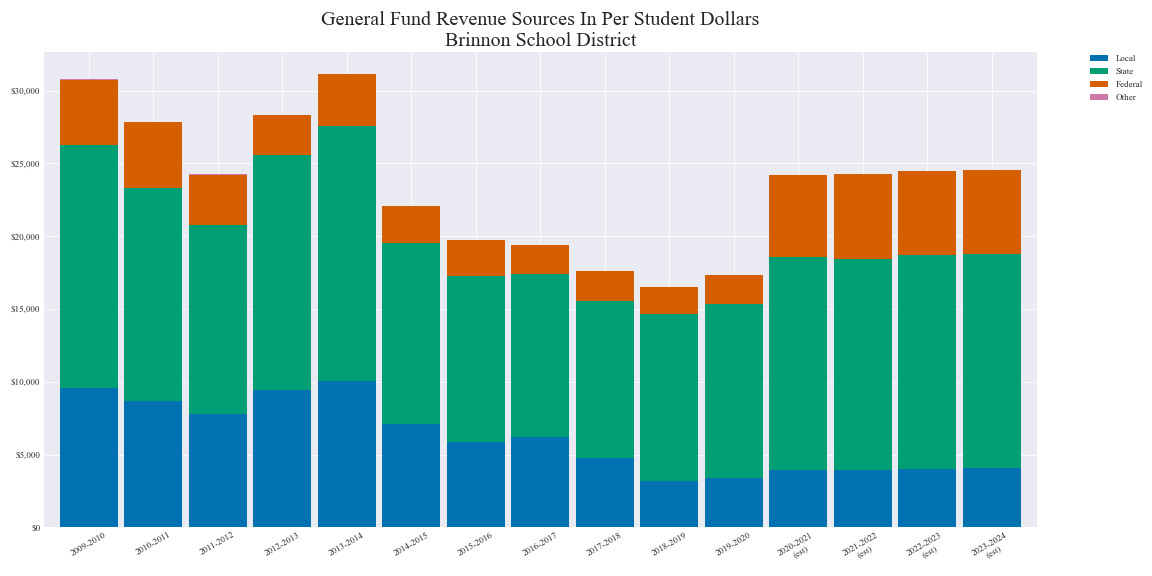 General Fund Revenue Sources In Per Student Dollars
Brinnon School District
Local
State
Federal
Other
$30,000
$25,000
$20,000
$15,000
$10,000
$5,000
$0
2009-2010
2010-2011
2011-2012
2012-2013
2013-2014
2014-2015
2015-2016
2016-2017
2017-2018
2018-2019
2019-2020
2020-2021
(est)
2021-2022
(est)
2022-2023
(est)
2023-2024
(est)